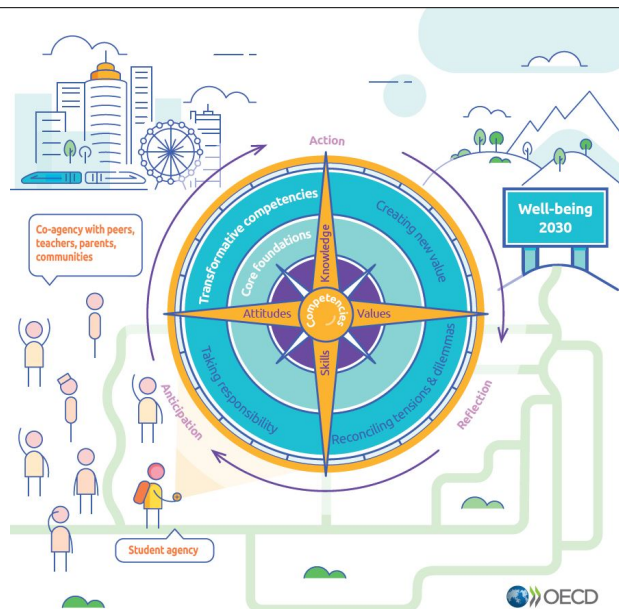 Action
Transformative competencies
Creating new value
Core foundations
Knowledge
Well-being
2030
Co-agency with peers,
teachers, parents,
communities
Attitudes
Competencies
Values
Skills
Taking responsibility
Reconciling tensions & dilemmas
Anticipation
Reflection
Student agency
OECD